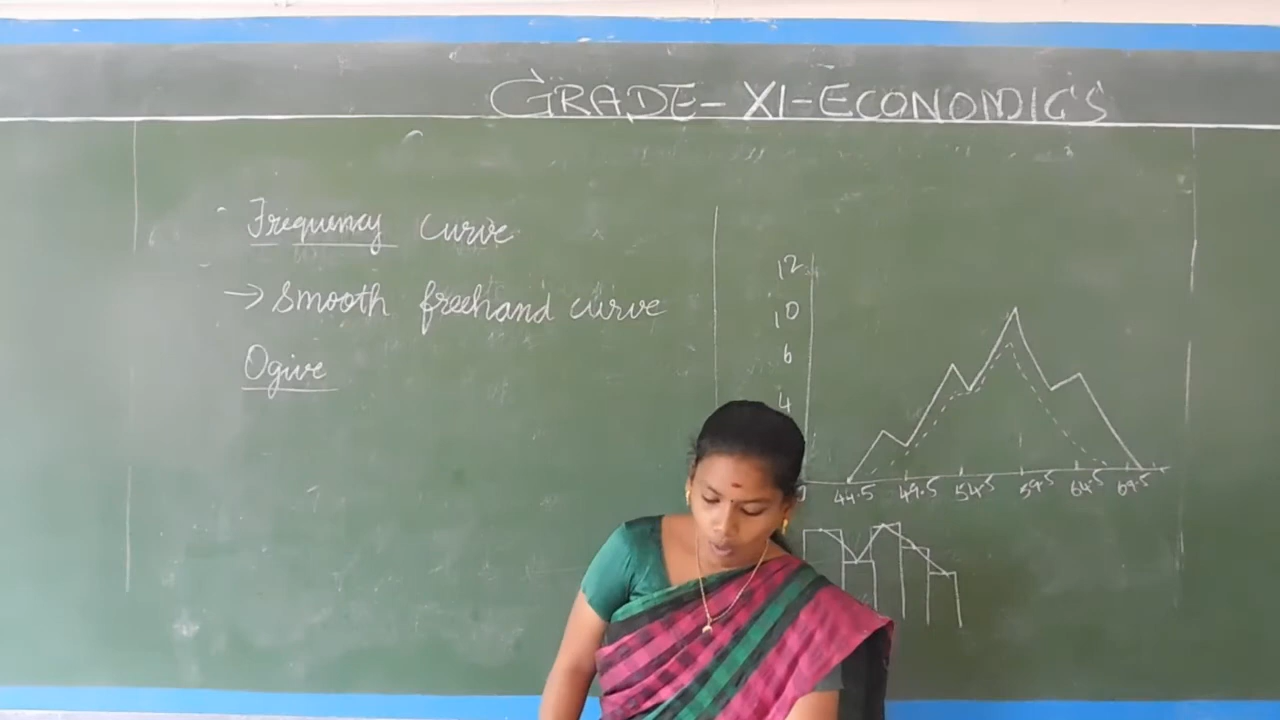 GRADE-XI-ECONOMICS
Frequency curve
→ Smooth freehand curve
Ogive
12
10
6
4
44.5 49.5 54.5 59.5 64.5 69.5